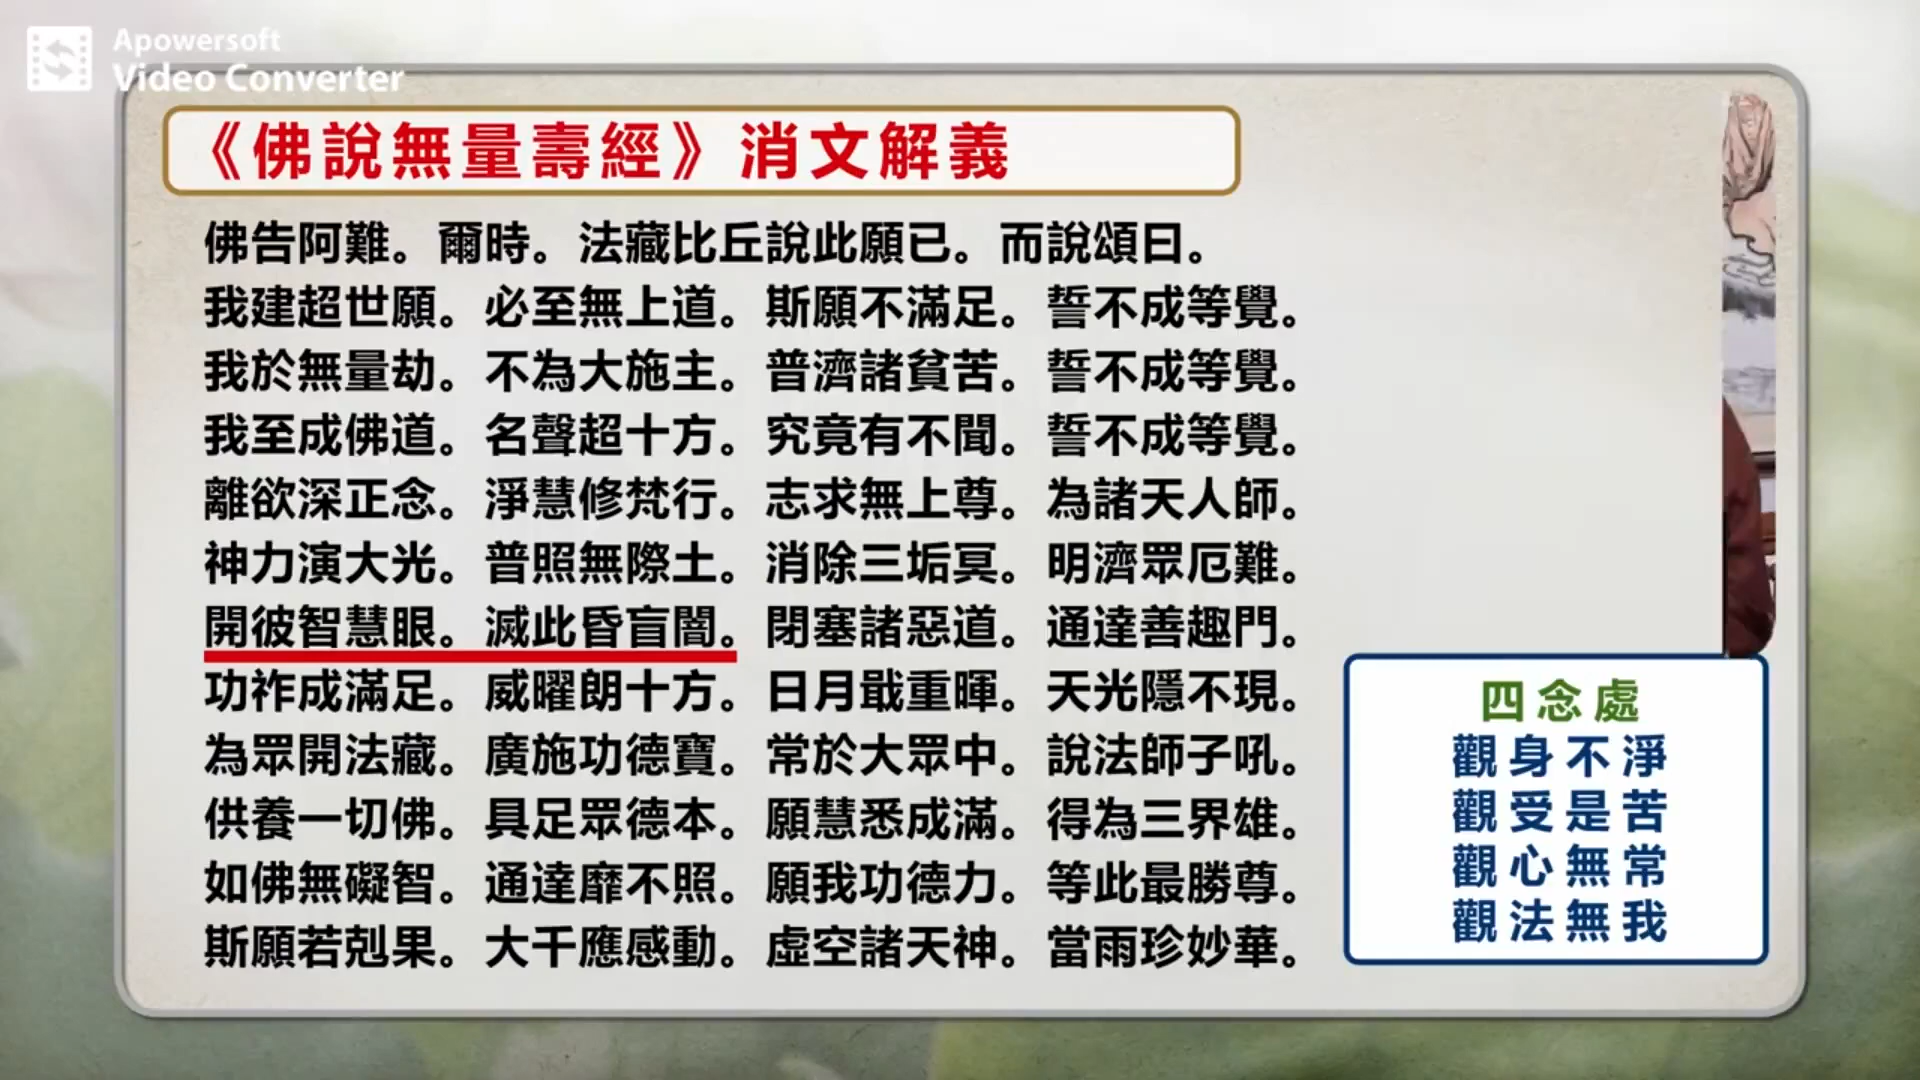 Apowersoft
Video Converter
《佛說無量壽經》消文解義
佛告阿難。爾時。法藏比丘說此願已。而說頌曰。
我建超世願。必至無上道。斯願不滿足。誓不成等覺。
我於無量劫。不為大施主。普濟諸貧苦。誓不成等覺。
我至成佛道。名聲超十方。究竟有不聞。誓不成等覺。
離欲深正念。淨慧修梵行。志求無上尊。為諸天人師。
神力演大光。普照無際土。消除三垢冥。明濟眾厄難。
開彼智慧眼。滅此昏盲闇。閉塞諸惡道。通達善趣門。
功祚成滿足。威曜朗十方。日月戢重暉。天光隱不現。
為眾開法藏。廣施功德寶。常於大眾中。說法師子吼。
供養一切佛。具足眾德本。願慧悉成滿。得為三界雄。
如佛無礙智。通達靡不照。願我功德力。等此最勝尊。
斯願若剋果。大千應感動。虛空諸天神。當雨珍妙華。
四念處
觀身不淨
觀受是苦
觀心無常
觀法無我